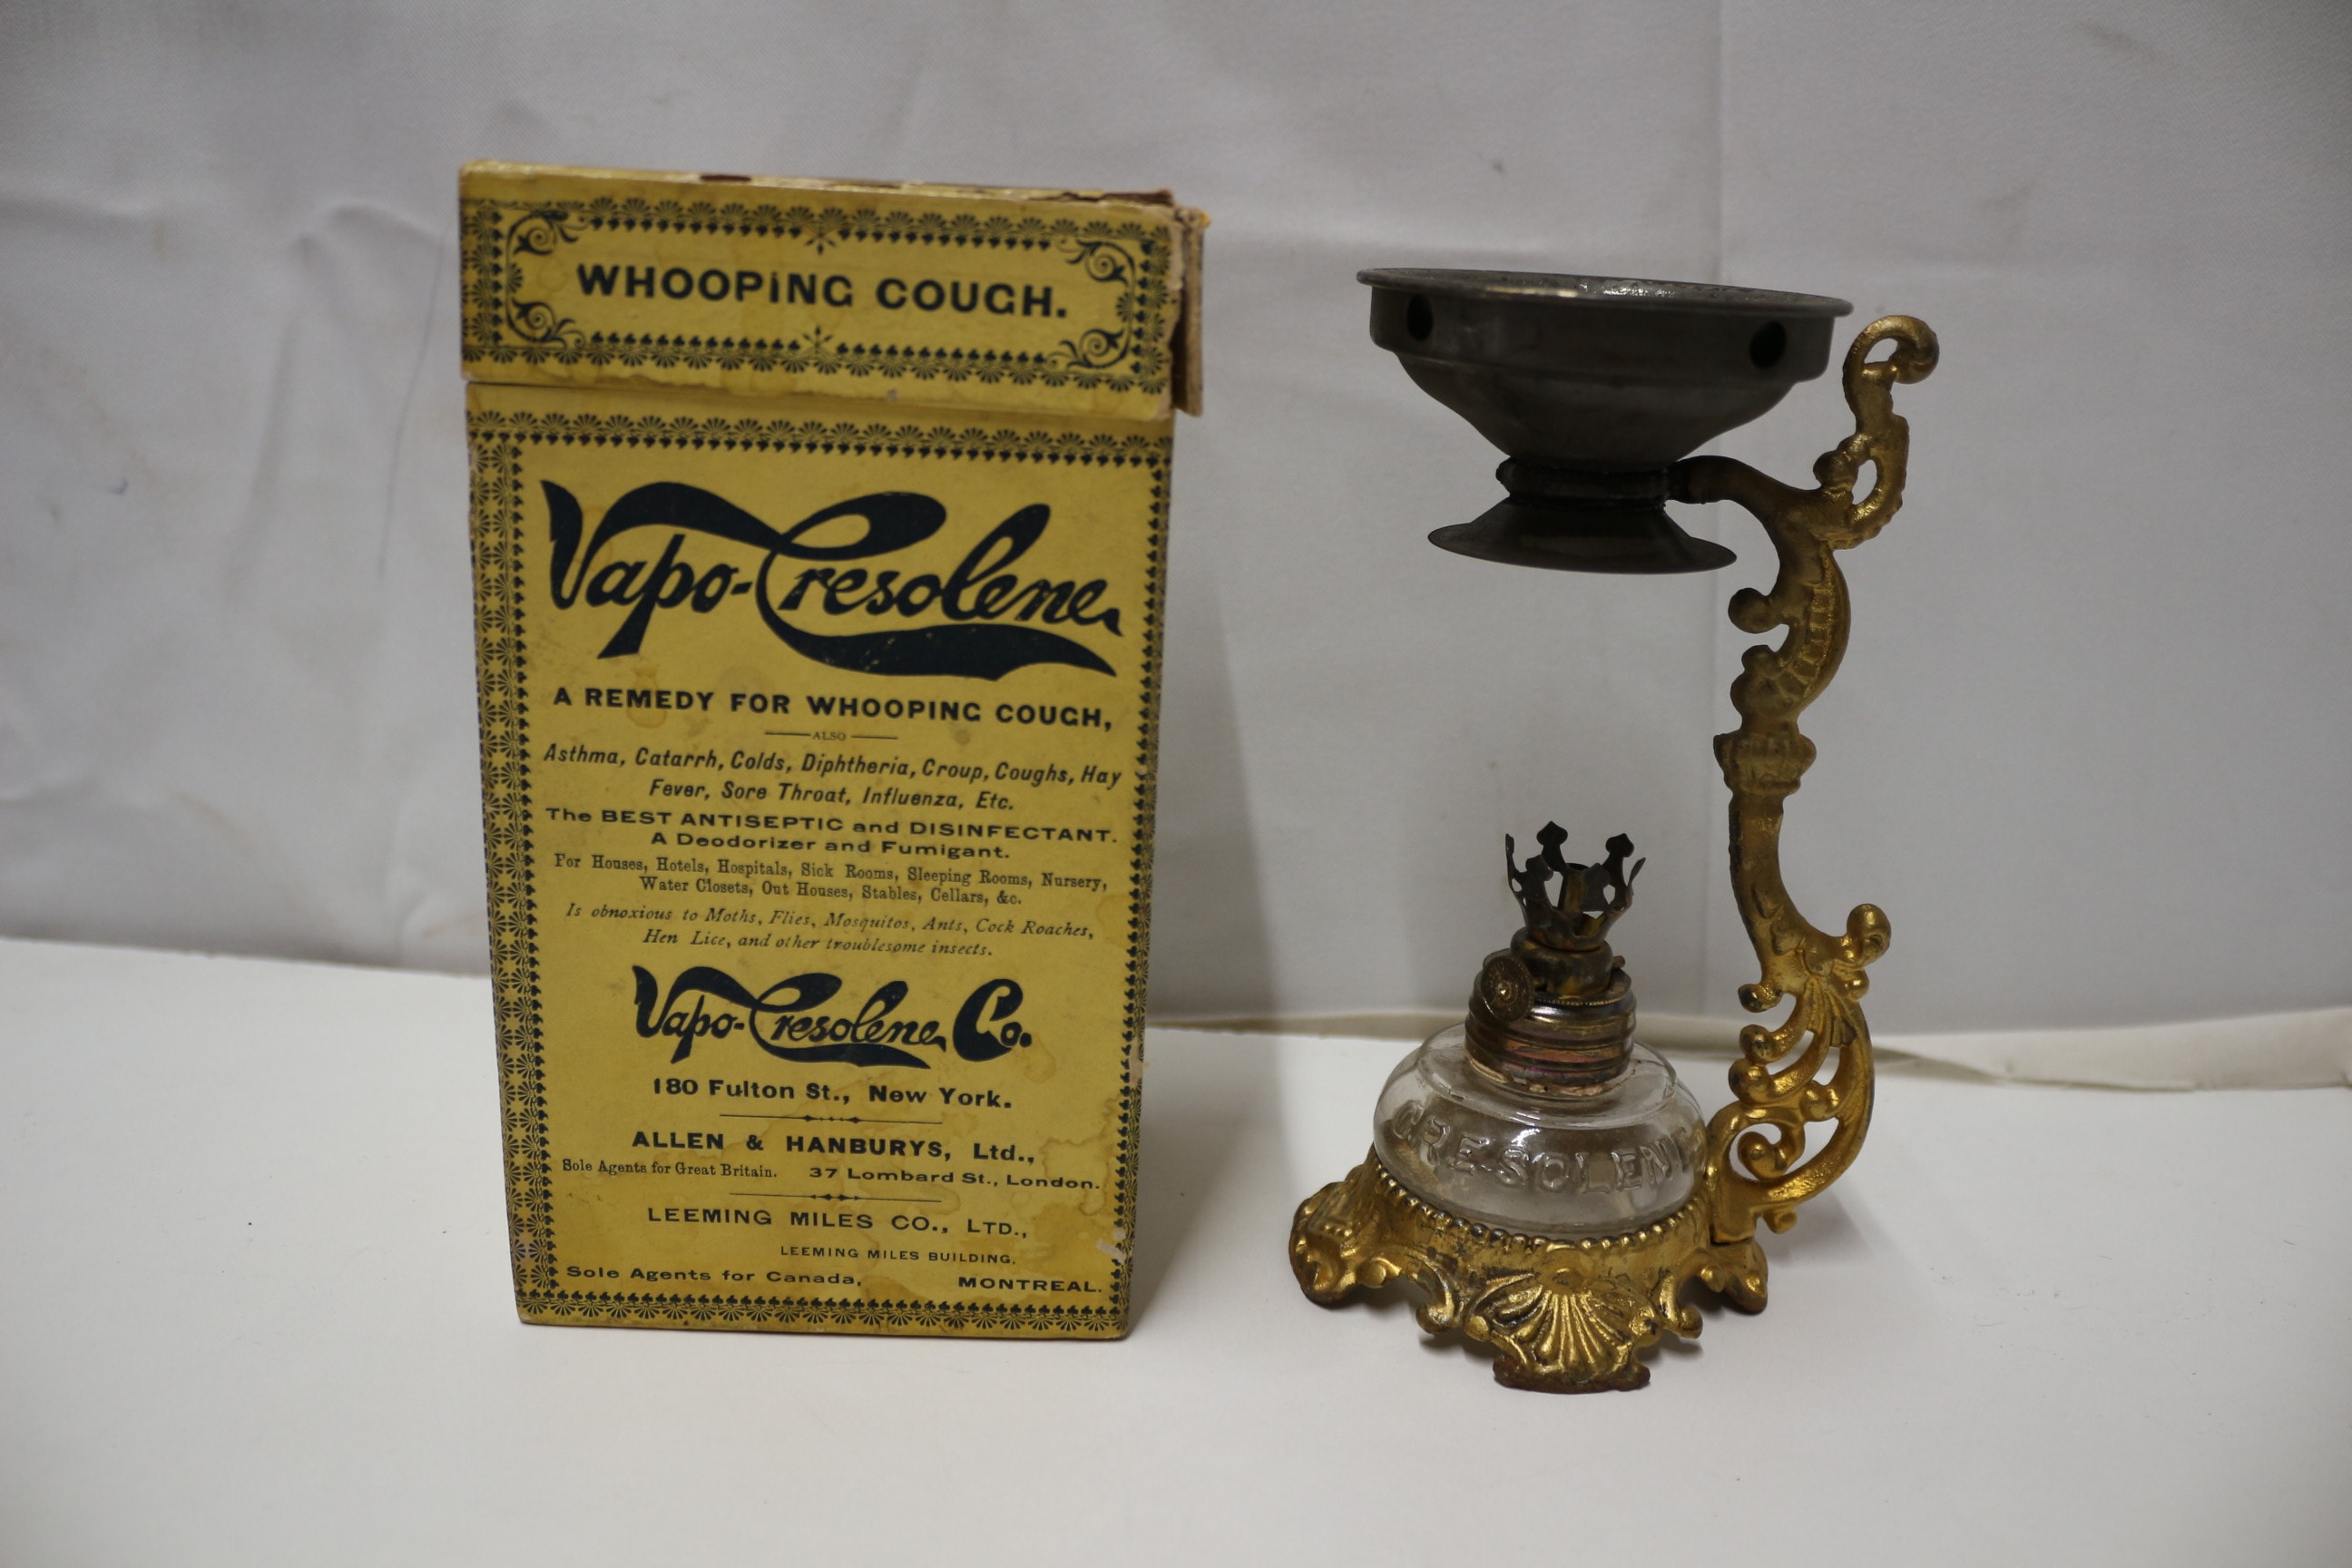 WHOOPING COUGH.
Vapo-Cresolene
A REMEDY FOR WHOOPING COUGH,
ALSO
Asthma, Catarrh, Colds, Diphtheria, Croup, Coughs, Hay
Fever, Sore Throat, Influenza, Etc.
The BEST ANTISEPTIC and DISINFECTANT.
A Deodorizer and Fumigant.
For Houses, Hotels, Hospitals, Sick Rooms, Sleeping Rooms, Nursery,
Water Closets, Out Houses, Stables, Cellars, &c.
Is obnoxious to Moths, Flies, Mosquitos, Ants, Cock Roaches,
Hen Lice, and other troublesome insects.
Vapo-Cresolene Co.
180 Fulton St., New York.
ALLEN & HANBURYS, Ltd.,
Sole Agents for Great Britain. 37 Lombard St., London.
LEEMING MILES CO., LTD.,
LEEMING MILES BUILDING,
Sole Agents for Canada, MONTREAL.
CRESOLENE